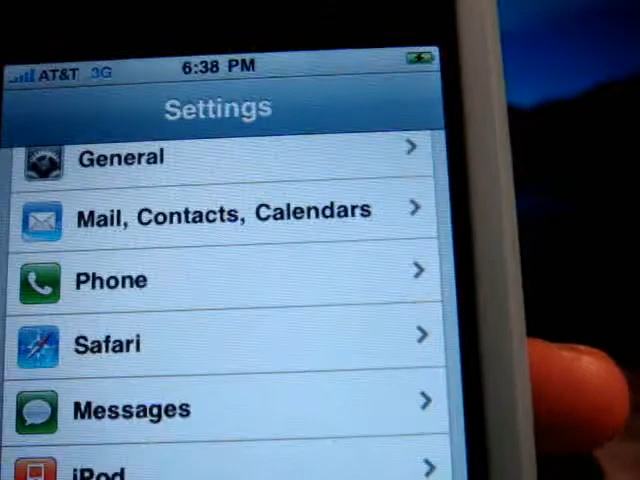 AT&T 3G 6:38 PM
Settings
General
Mail, Contacts, Calendars
Phone
Safari
Messages
iPod